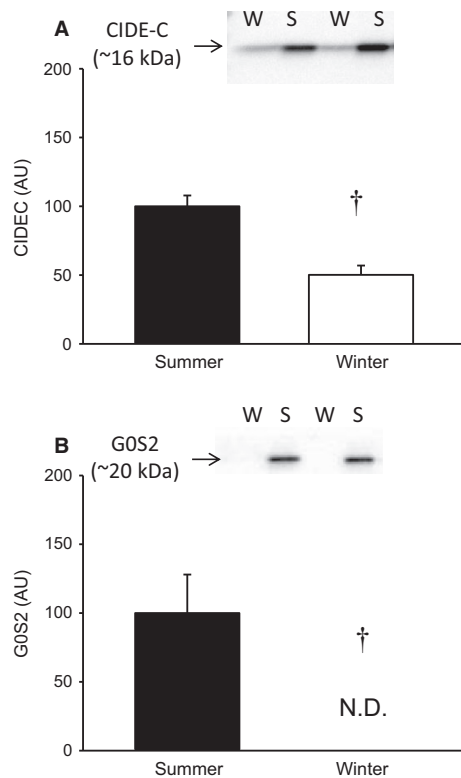 A
CIDE-C
(~16 kDa)
W S W S
200
150
100
50
0
CIDEC (AU)
†
Summer Winter
B
G0S2
(~20 kDa)
W S W S
200
150
100
50
0
G0S2 (AU)
†
N.D.
Summer Winter